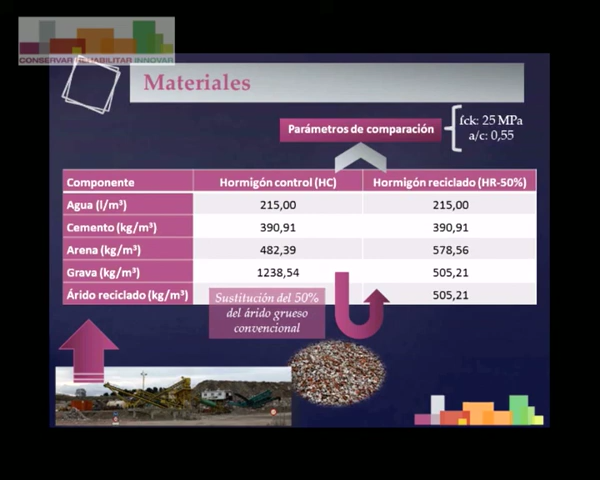 CONSERVAR REHABILITAR INNOVAR
Materiales
Parámetros de comparación
fck: 25 MPa
a/c: 0,55
Componente Hormigón control (HC) Hormigón reciclado (HR-50%)
Agua (l/m³) 215,00 215,00
Cemento (kg/m³) 390,91 390,91
Arena (kg/m³) 482,39 578,56
Grava (kg/m³) 1238,54 505,21
Árido reciclado (kg/m³) 505,21
Sustitución del 50%
del árido grueso
convencional